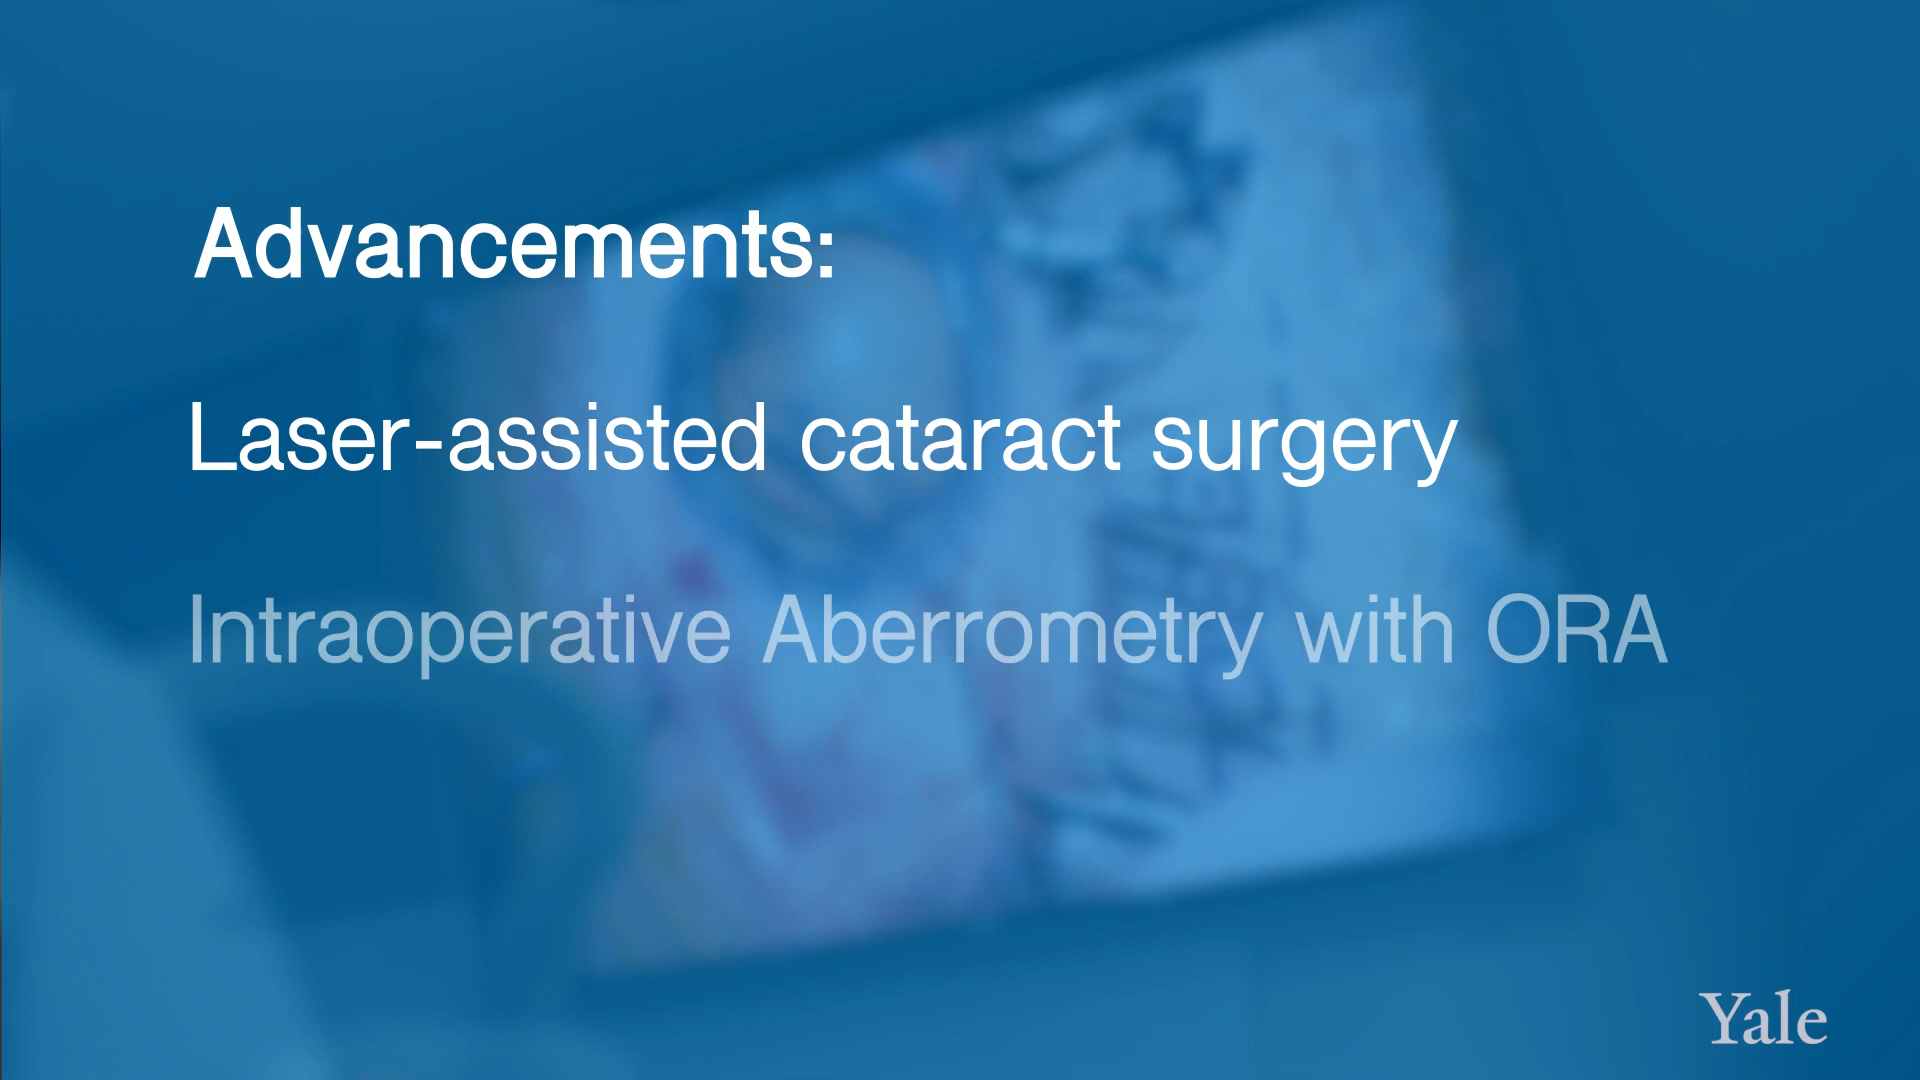 Advancements:
Laser-assisted cataract surgery
Intraoperative Aberrometry with ORA
Yale